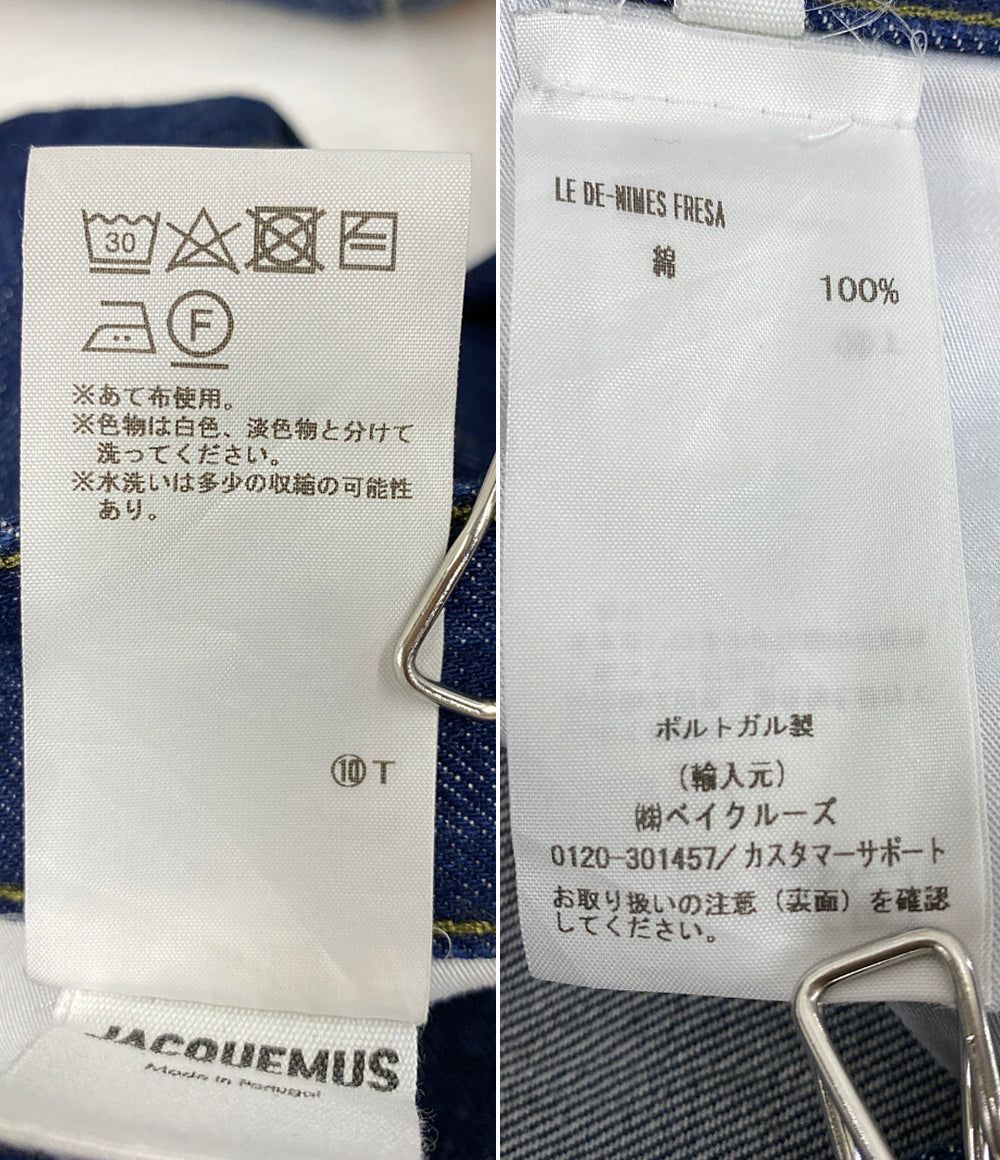 30
F
※あて布使用。
※色物は白色、淡色物と分けて
洗ってください。
※水洗いは多少の収縮の可能性
あり。
⑩T
JACQUEMUS
Made in Portugal
LE DE-NIMES FRESA
綿
100%
ポルトガル製
(輸入元)
㈱ベイクルーズ
0120-301457/カスタマーサポート
お取り扱いの注意(裏面)を確認
してください。